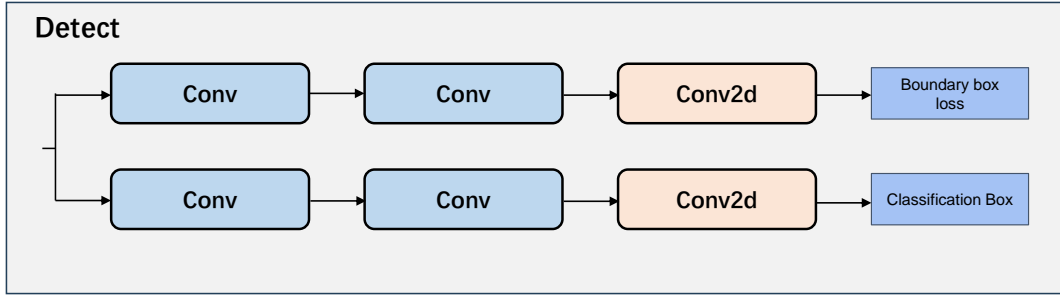 Detect
Conv
Conv
Conv2d
Boundary box
loss
Conv
Conv
Conv2d
Classification Box